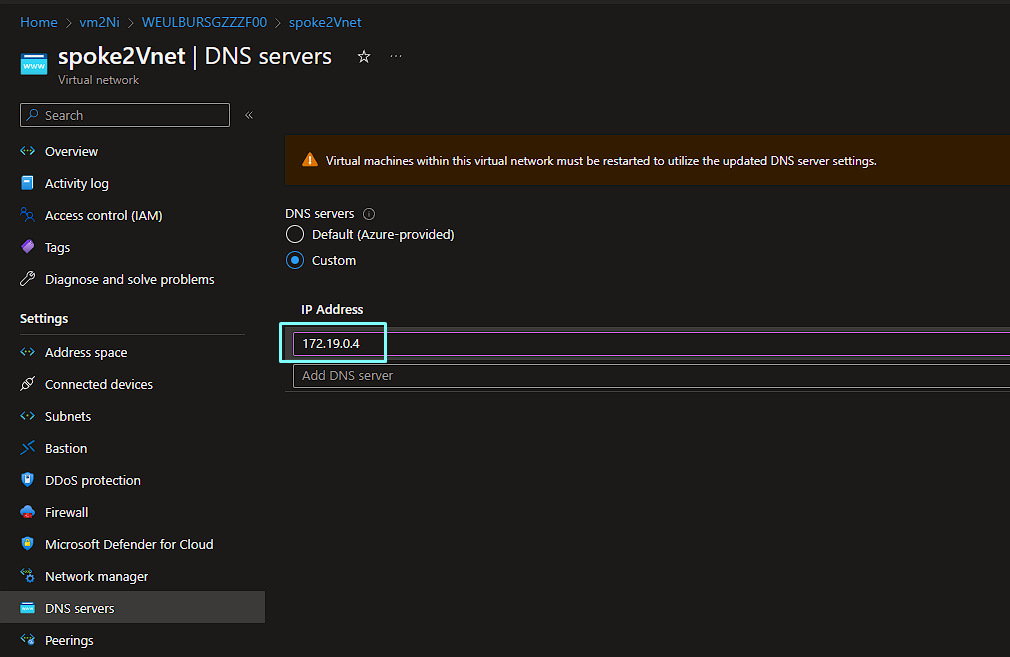 Home > vm2Ni > WEULBURSGZZZF00 > spoke2Vnet
spoke2Vnet | DNS servers
Virtual network
Search
Overview
Activity log
Access control (IAM)
Tags
Diagnose and solve problems
Settings
Address space
Connected devices
Subnets
Bastion
DDoS protection
Firewall
Microsoft Defender for Cloud
Network manager
DNS servers
Peerings
Virtual machines within this virtual network must be restarted to utilize the updated DNS server settings.
DNS servers
Default (Azure-provided)
Custom
IP Address
172.19.0.4
Add DNS server